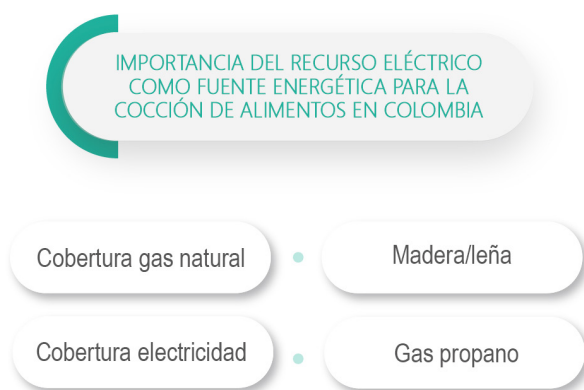 IMPORTANCIA DEL RECURSO ELÉCTRICO
COMO FUENTE ENERGÉTICA PARA LA
COCCIÓN DE ALIMENTOS EN COLOMBIA
Cobertura gas natural
Madera/leña
Cobertura electricidad
Gas propano